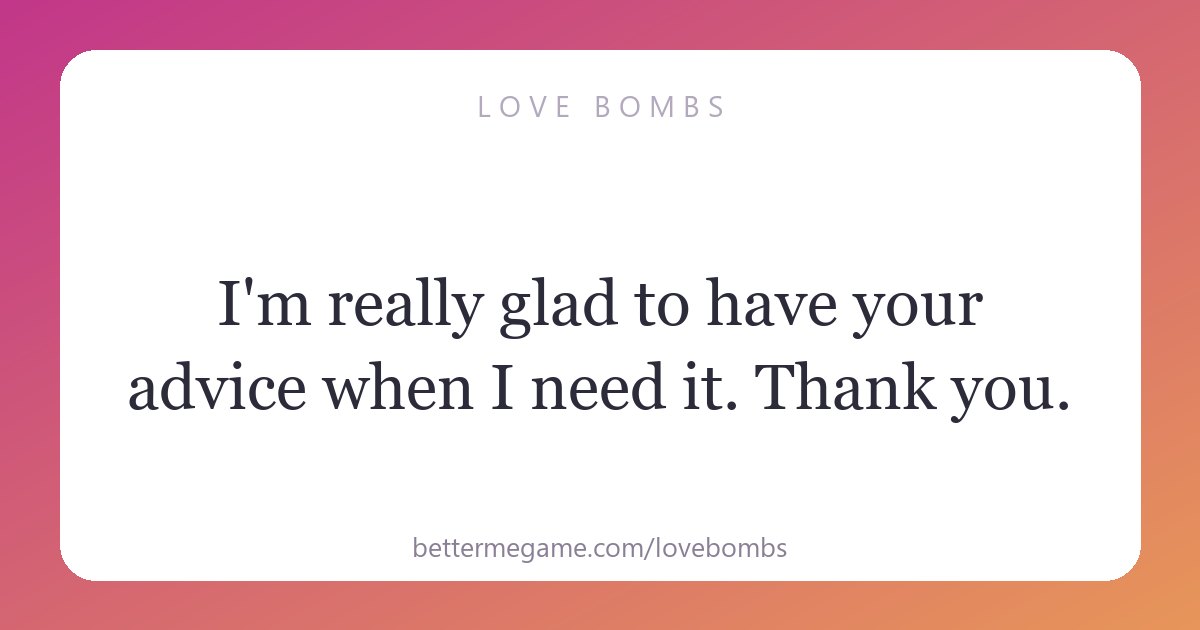 LOVE BOMBS
I'm really glad to have your
advice when I need it. Thank you.
bettermegame.com/lovebombs